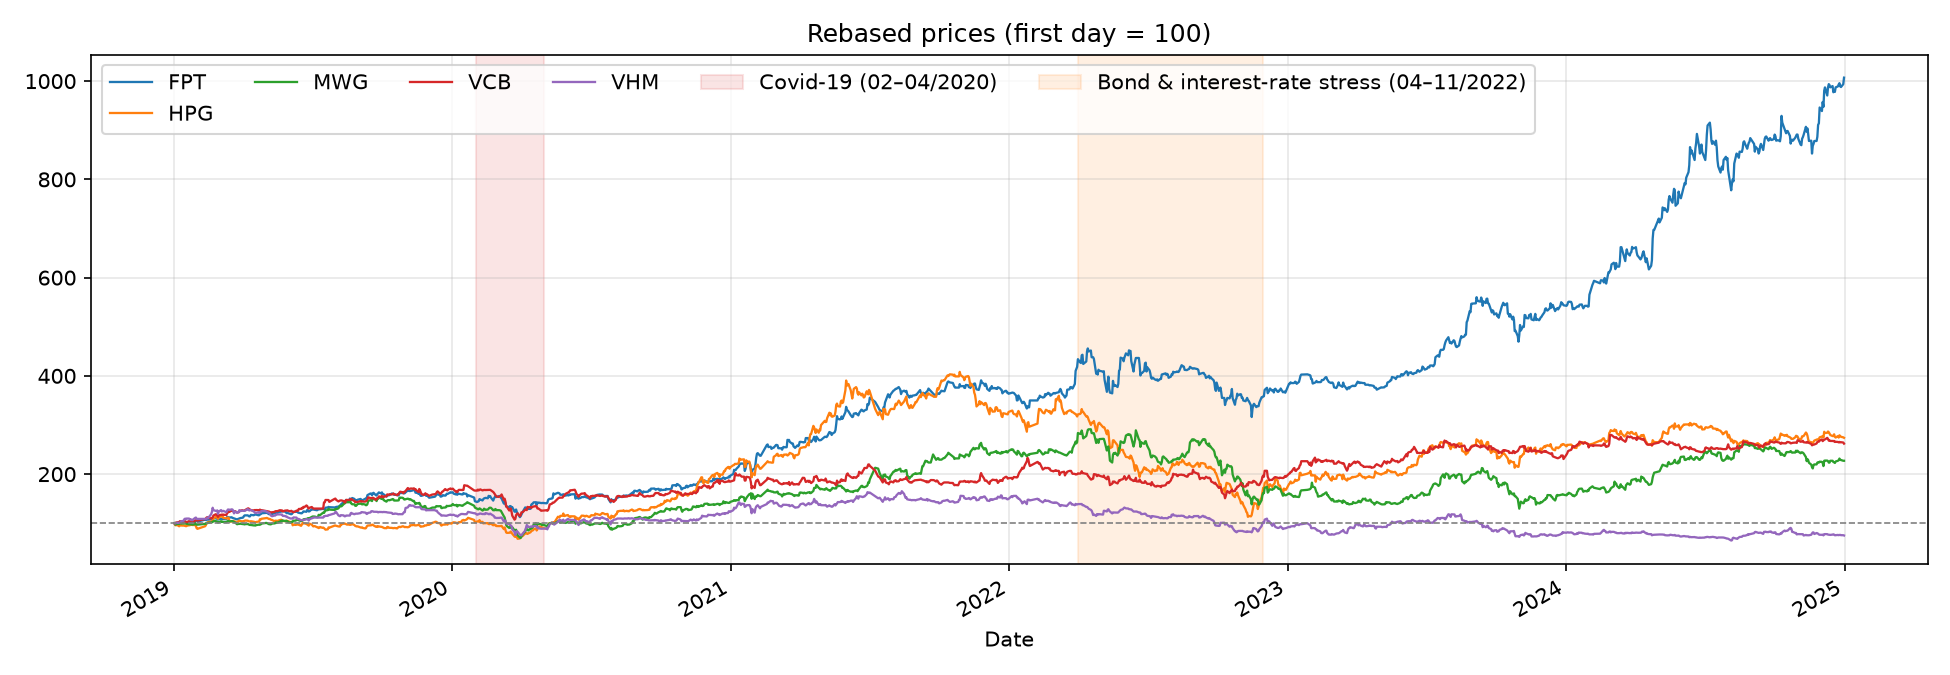 Rebased prices (first day = 100)
FPT MWG VCB VHM Covid-19 (02–04/2020) Bond & interest-rate stress (04–11/2022)
HPG
1000
800
600
400
200
2019 2020 2021 2022 2023 2024 2025
Date